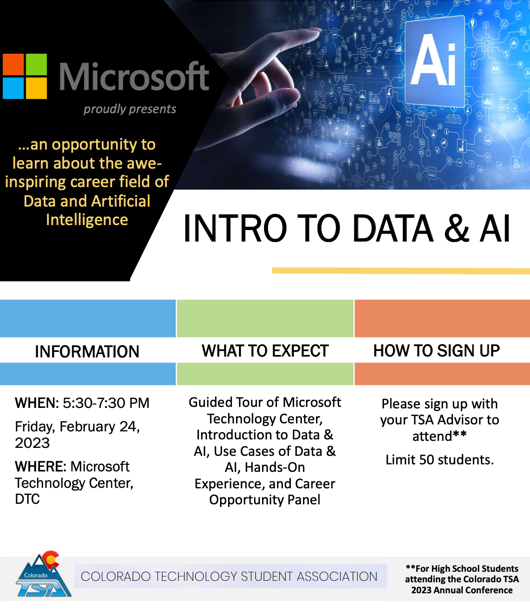 Microsoft
proudly presents
...an opportunity to
learn about the awe-
inspiring career field of
Data and Artificial
Intelligence
Ai
INTRO TO DATA & AI
INFORMATION
WHEN: 5:30-7:30 PM
Friday, February 24,
2023
WHERE: Microsoft
Technology Center,
DTC
WHAT TO EXPECT
Guided Tour of Microsoft
Technology Center,
Introduction to Data &
AI, Use Cases of Data &
AI, Hands-On
Experience, and Career
Opportunity Panel
HOW TO SIGN UP
Please sign up with
your TSA Advisor to
attend**
Limit 50 students.
Colorado
TSA
COLORADO TECHNOLOGY STUDENT ASSOCIATION
**For High School Students
attending the Colorado TSA
2023 Annual Conference